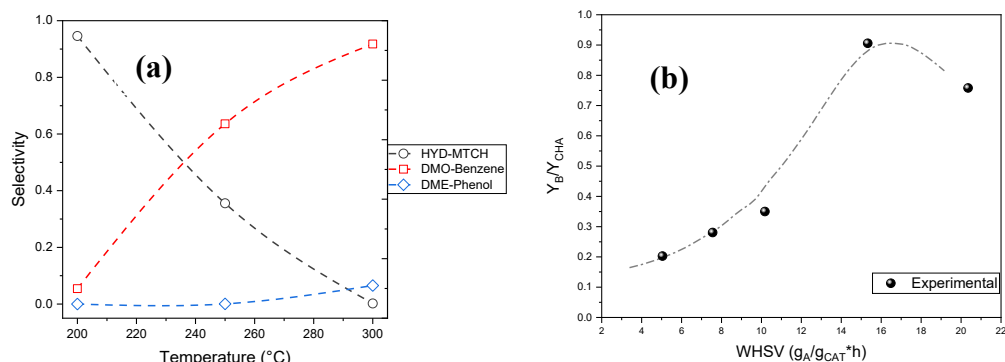 (a)
1.0
0.8
0.6
0.4
0.2
0.0
Selectivity
200 220 240 260 280 300
Temperature (°C)
HYD-MTCH
DMO-Benzene
DME-Phenol
(b)
1.0
0.9
0.8
0.7
0.6
0.5
0.4
0.3
0.2
0.1
0.0
Y_B/Y_CHA
2 4 6 8 10 12 14 16 18 20 22
WHSV (g_A/g_CAT*h)
Experimental